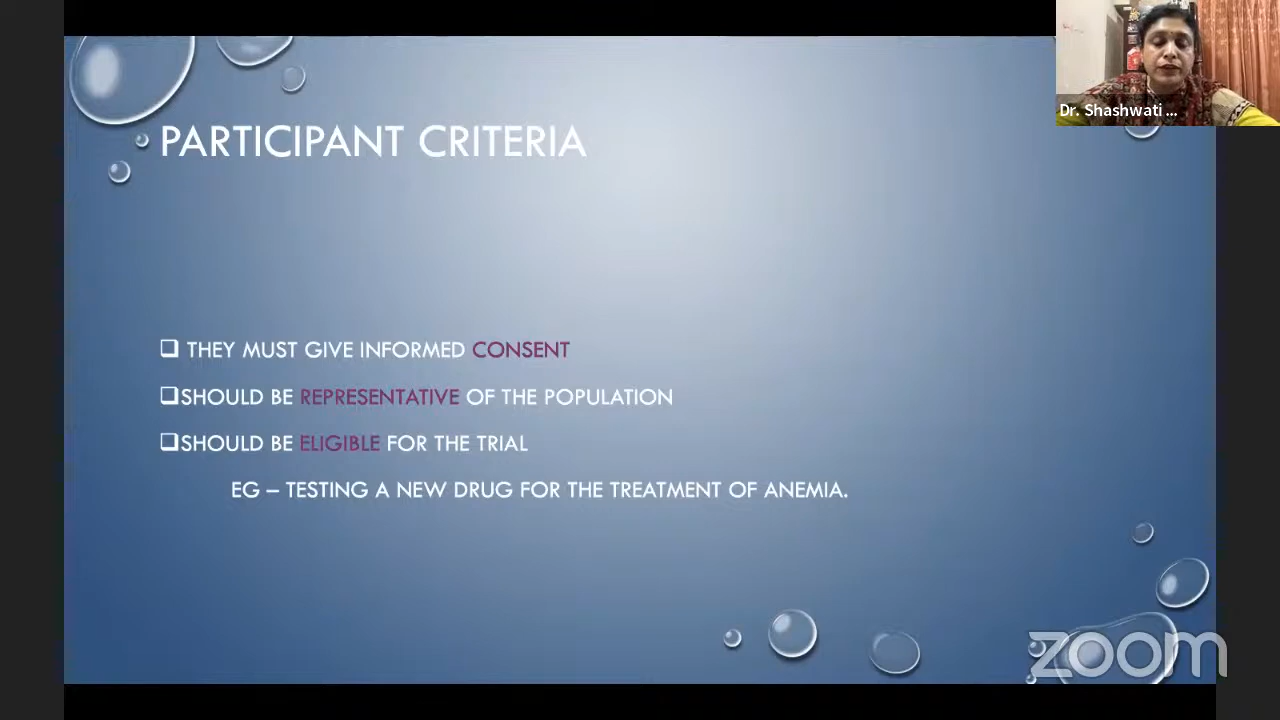 Dr. Shashwati ...
PARTICIPANT CRITERIA
❑ THEY MUST GIVE INFORMED CONSENT
❑SHOULD BE REPRESENTATIVE OF THE POPULATION
❑SHOULD BE ELIGIBLE FOR THE TRIAL
EG – TESTING A NEW DRUG FOR THE TREATMENT OF ANEMIA.
zoom